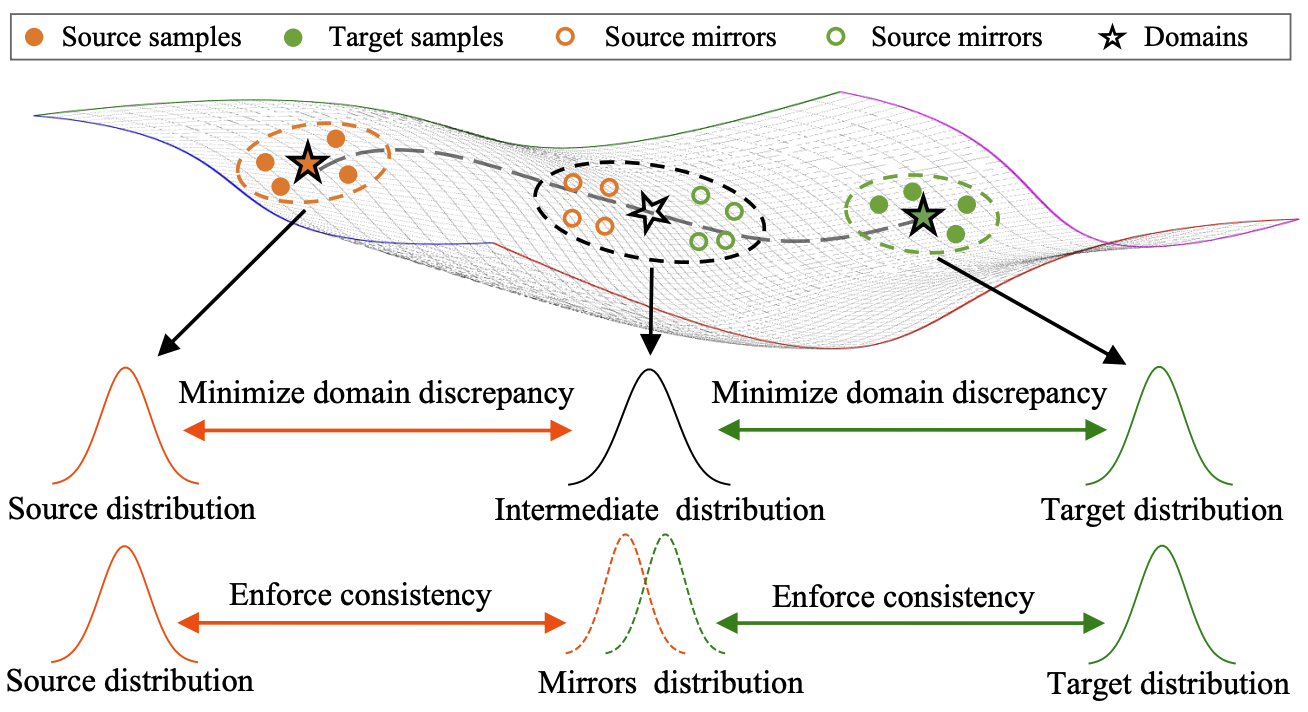 Source samples Target samples Source mirrors Source mirrors Domains
Minimize domain discrepancy Minimize domain discrepancy
Source distribution Intermediate distribution Target distribution
Enforce consistency Enforce consistency
Source distribution Mirrors distribution Target distribution